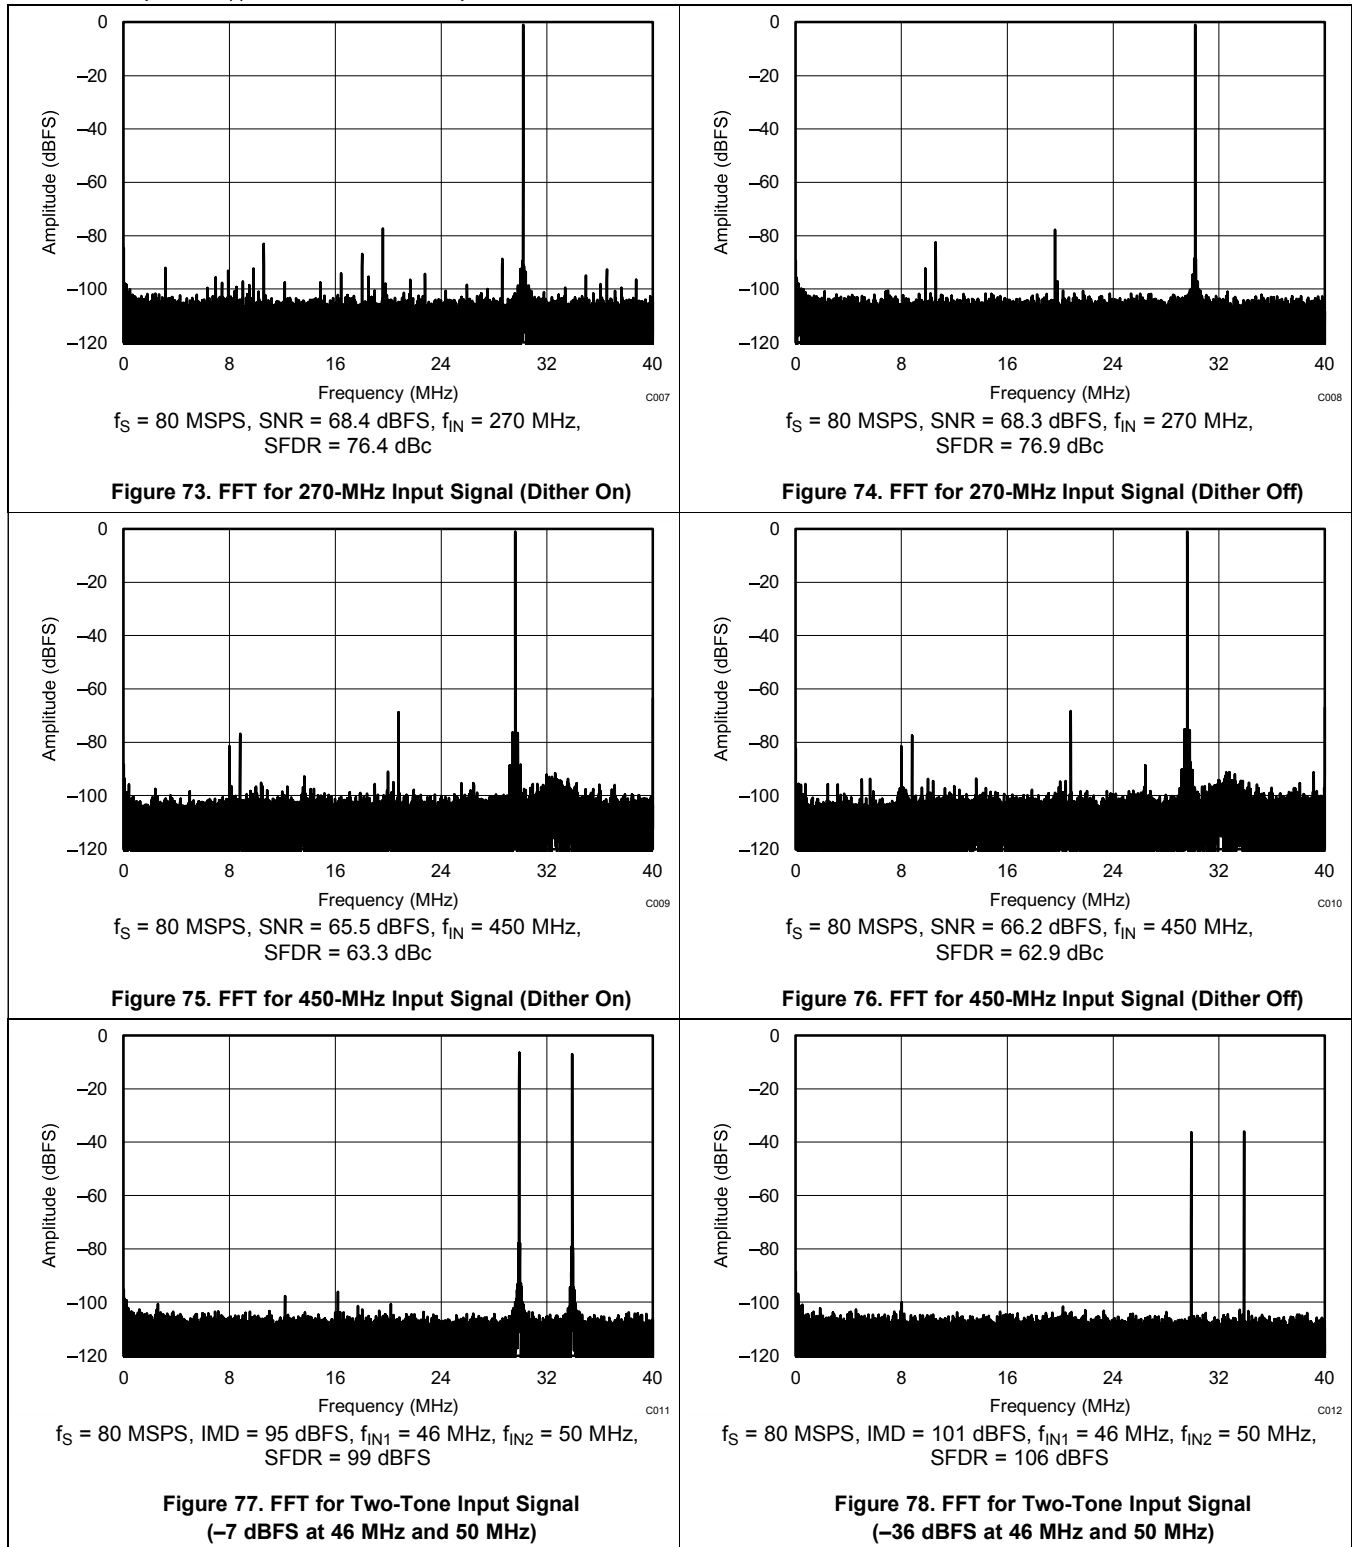 0
–20
–40
–60
–80
–100
–120
Amplitude (dBFS)
0 8 16 24 32 40
Frequency (MHz)
C007
fS = 80 MSPS, SNR = 68.4 dBFS, fIN = 270 MHz,
SFDR = 76.4 dBc
Figure 73. FFT for 270-MHz Input Signal (Dither On)
0
–20
–40
–60
–80
–100
–120
Amplitude (dBFS)
0 8 16 24 32 40
Frequency (MHz)
C008
fS = 80 MSPS, SNR = 68.3 dBFS, fIN = 270 MHz,
SFDR = 76.9 dBc
Figure 74. FFT for 270-MHz Input Signal (Dither Off)
0
–20
–40
–60
–80
–100
–120
Amplitude (dBFS)
0 8 16 24 32 40
Frequency (MHz)
C009
fS = 80 MSPS, SNR = 65.5 dBFS, fIN = 450 MHz,
SFDR = 63.3 dBc
Figure 75. FFT for 450-MHz Input Signal (Dither On)
0
–20
–40
–60
–80
–100
–120
Amplitude (dBFS)
0 8 16 24 32 40
Frequency (MHz)
C010
fS = 80 MSPS, SNR = 66.2 dBFS, fIN = 450 MHz,
SFDR = 62.9 dBc
Figure 76. FFT for 450-MHz Input Signal (Dither Off)
0
–20
–40
–60
–80
–100
–120
Amplitude (dBFS)
0 8 16 24 32 40
Frequency (MHz)
C011
fS = 80 MSPS, IMD = 95 dBFS, fIN1 = 46 MHz, fIN2 = 50 MHz,
SFDR = 99 dBFS
Figure 77. FFT for Two-Tone Input Signal
(–7 dBFS at 46 MHz and 50 MHz)
0
–20
–40
–60
–80
–100
–120
Amplitude (dBFS)
0 8 16 24 32 40
Frequency (MHz)
C012
fS = 80 MSPS, IMD = 101 dBFS, fIN1 = 46 MHz, fIN2 = 50 MHz,
SFDR = 106 dBFS
Figure 78. FFT for Two-Tone Input Signal
(–36 dBFS at 46 MHz and 50 MHz)